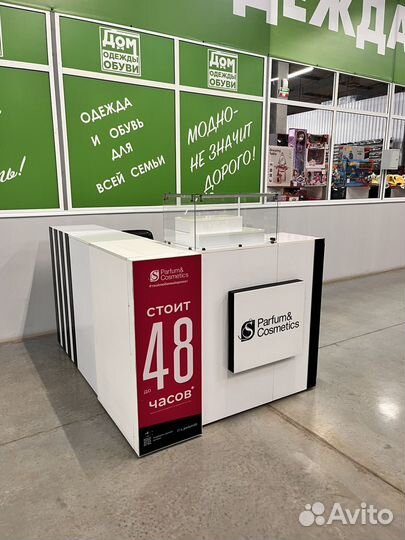 ОДЕЖДА
ДОМ
ОДЕЖДЫ
ОБУВИ
ДОМ
ОДЕЖДЫ
ОБУВИ
ОДЕЖДА
И ОБУВЬ
ДЛЯ
ВСЕЙ СЕМЬИ
МОДНО-
НЕ ЗНАЧИТ
ДОРОГО!
Parfum&
Cosmetics
СТОИТ
до 48
часов*
S Parfum&
Cosmetics
Avito